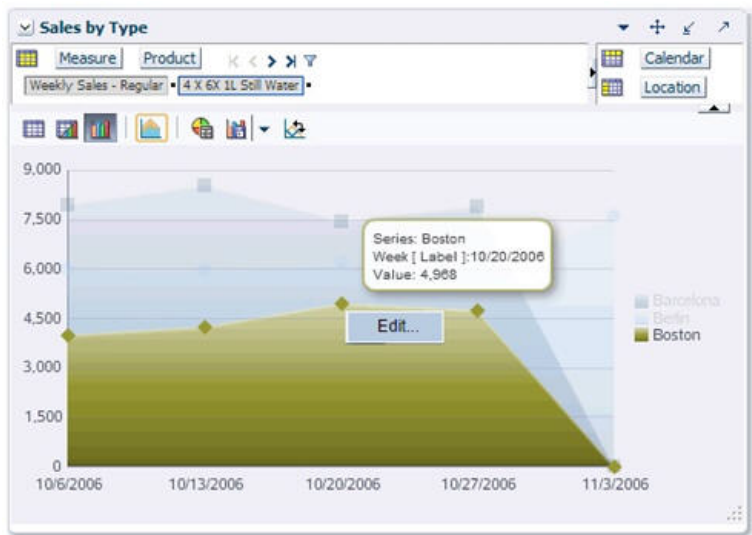 Sales by Type
Measure Product
Calendar
Weekly Sales - Regular 4 X 6X 1L Still Water
Location
9,000
7,500
6,000
4,500
3,000
1,500
0
Series: Boston
Week [ Label ]:10/20/2006
Value: 4,968
Edit...
Barcelona
Berlin
Boston
10/6/2006 10/13/2006 10/20/2006 10/27/2006 11/3/2006